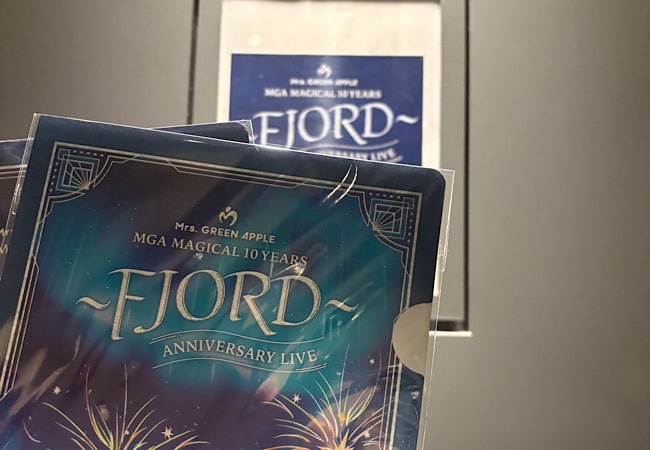 Mrs. GREEN APPLE
MGA MAGICAL 10 YEARS
~FJORD~
ANNIVERSARY LIVE
Mrs. GREEN APPLE
MGA MAGICAL 10 YEARS
~FJORD~
ANNIVERSARY LIVE